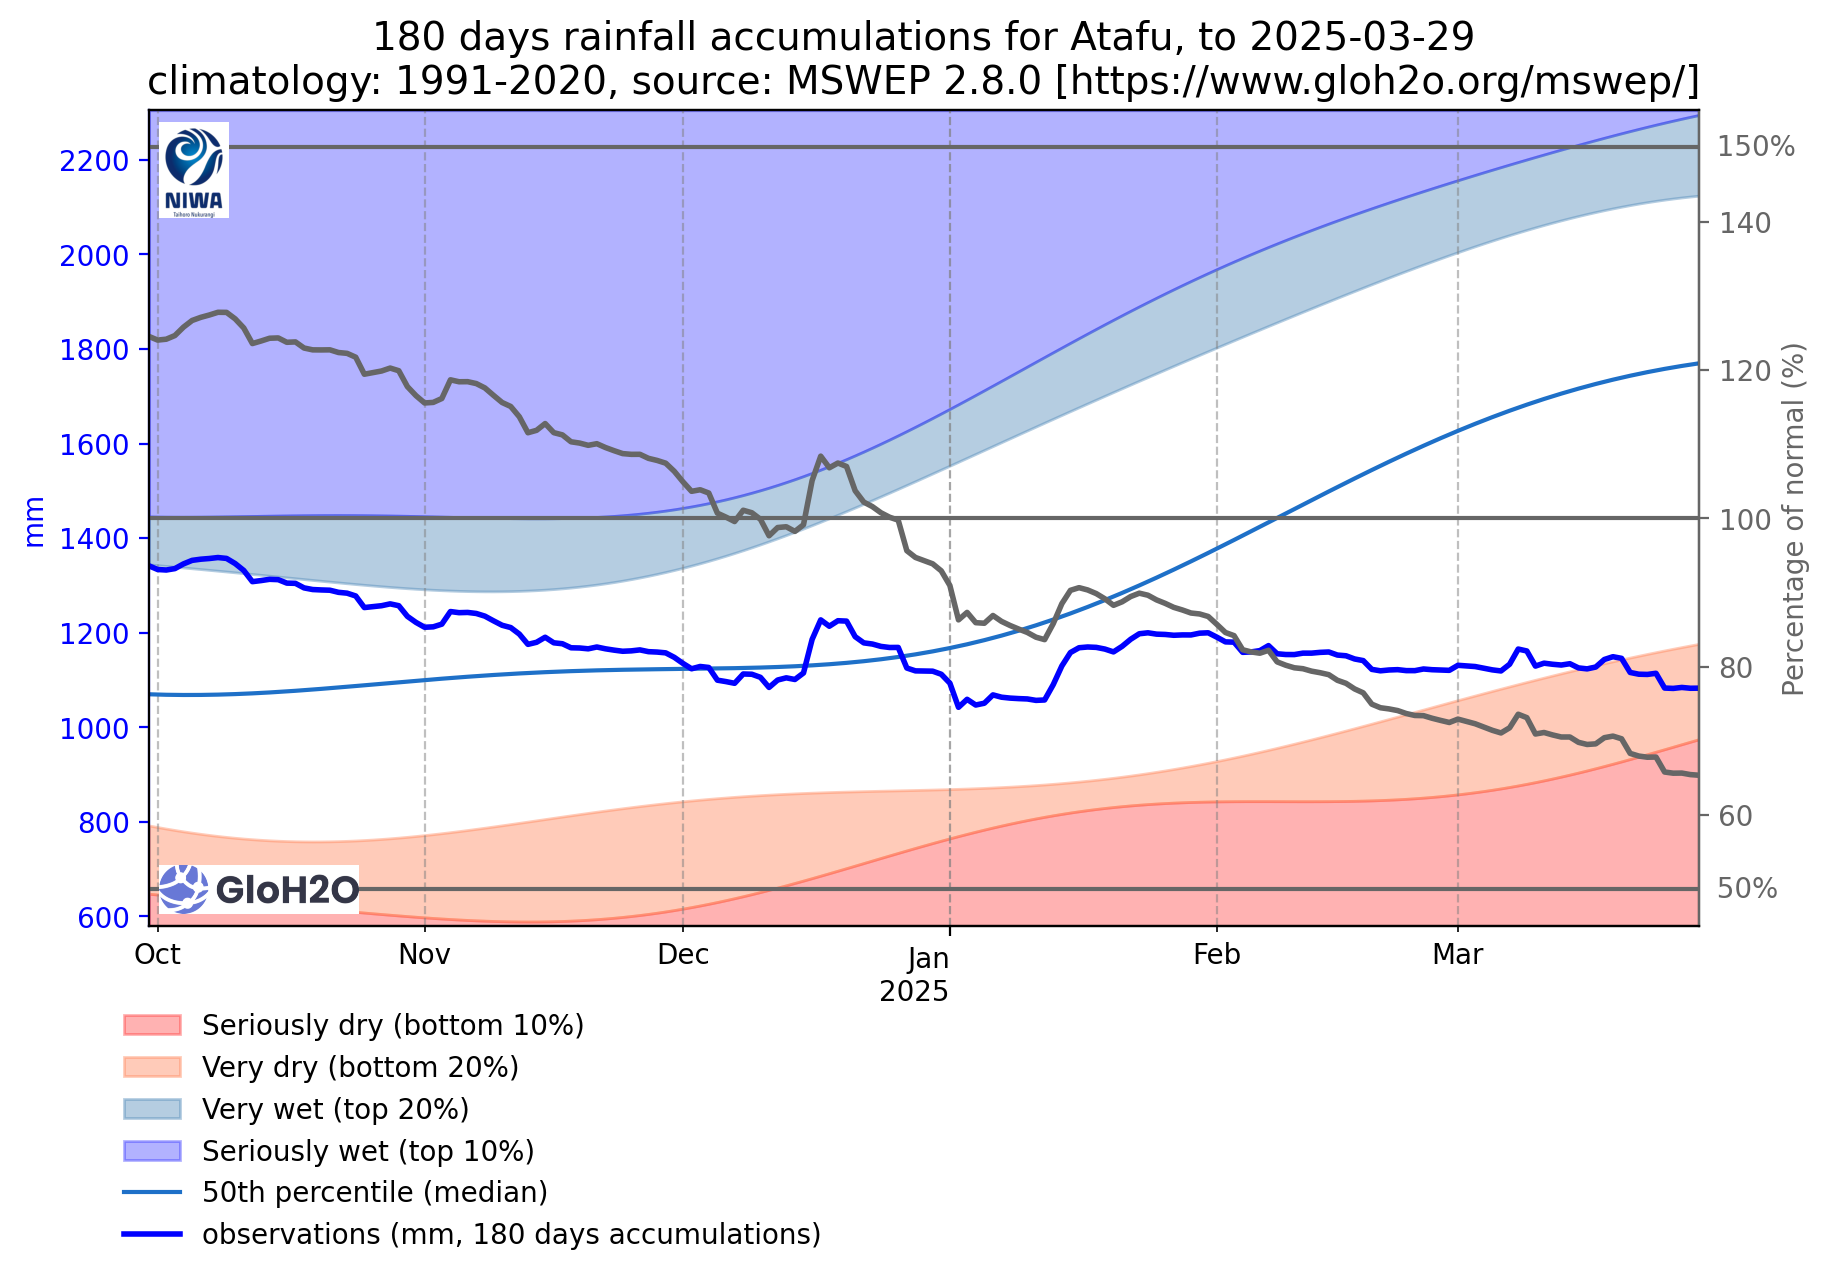 180 days rainfall accumulations for Atafu, to 2025-03-29
climatology: 1991-2020, source: MSWEP 2.8.0 [https://www.gloh2o.org/mswep/]
NIWA
Taihoro Nukurangi
2200
2000
1800
1600
1400
1200
1000
800
600
mm
150%
140
120
100
80
60
50%
Percentage of normal (%)
GloH2O
Oct
Nov
Dec
Jan
2025
Feb
Mar
Seriously dry (bottom 10%)
Very dry (bottom 20%)
Very wet (top 20%)
Seriously wet (top 10%)
50th percentile (median)
observations (mm, 180 days accumulations)